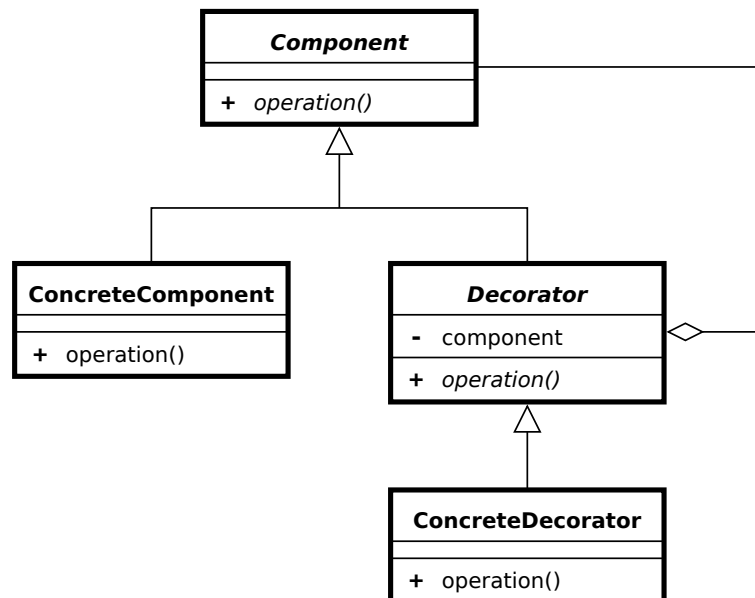 Component
+ operation()
ConcreteComponent
+ operation()
Decorator
- component
+ operation()
ConcreteDecorator
+ operation()